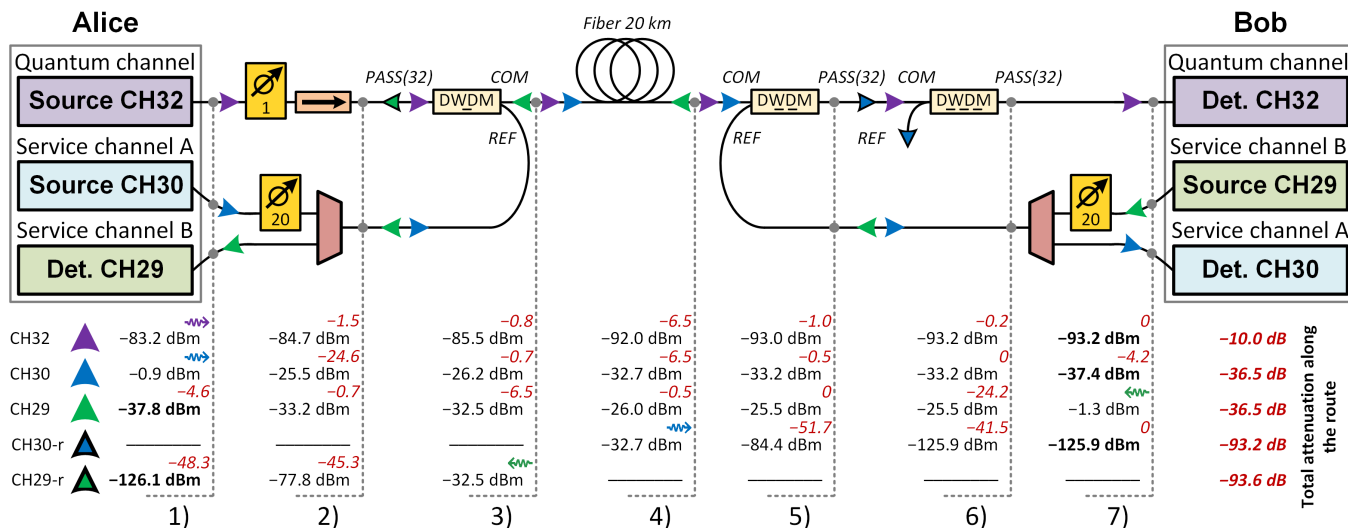 Alice
Fiber 20 km
Bob
Quantum channel
Source CH32
1
PASS(32)
COM
DWDM
REF
COM
DWDM
REF
PASS(32)
COM
REF
DWDM
PASS(32)
Quantum channel
Det. CH32
Service channel A
Source CH30
20
Service channel B
Source CH29
20
Service channel B
Det. CH29
Service channel A
Det. CH30
−1.5 −0.8 −6.5 −1.0 −0.2 0
CH32 −83.2 dBm −84.7 dBm −85.5 dBm −92.0 dBm −93.0 dBm −93.2 dBm −93.2 dBm −10.0 dB
−24.6 −0.7 −6.5 −0.5 0 −4.2
CH30 −0.9 dBm −25.5 dBm −26.2 dBm −32.7 dBm −33.2 dBm −33.2 dBm −37.4 dBm −36.5 dB
−4.6 −0.7 −6.5 −0.5 0 −24.2
CH29 −37.8 dBm −33.2 dBm −32.5 dBm −26.0 dBm −25.5 dBm −25.5 dBm −1.3 dBm −36.5 dB
−51.7 −41.5 0
CH30-r −32.7 dBm −84.4 dBm −125.9 dBm −125.9 dBm −93.2 dB
−48.3 −45.3
CH29-r −126.1 dBm −77.8 dBm −32.5 dBm −93.6 dB
Total attenuation along
the route
1) 2) 3) 4) 5) 6) 7)